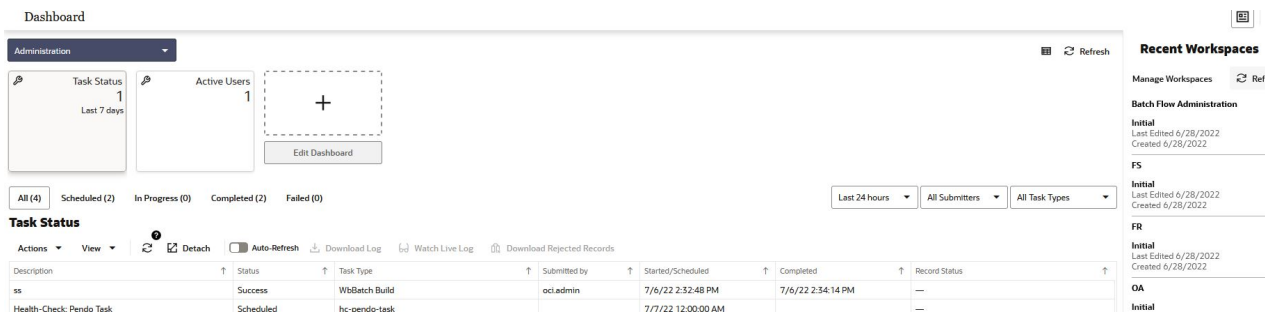 Dashboard
Administration
Refresh
Task Status
1
Last 7 days
Active Users
1
Edit Dashboard
All (4) Scheduled (2) In Progress (0) Completed (2) Failed (0)
Last 24 hours All Submitters All Task Types
Task Status
Actions View Detach Auto-Refresh Download Log Watch Live Log Download Rejected Records
Description Status Task Type Submitted by Started/Scheduled Completed Record Status
ss Success WbBatch Build oci.admin 7/6/22 2:32:48 PM 7/6/22 2:34:14 PM —
Health-Check: Pendo Task Scheduled hc-pendo-task 7/7/22 12:00:00 AM —
Recent Workspaces
Manage Workspaces Ref
Batch Flow Administration
Initial
Last Edited 6/28/2022
Created 6/28/2022
FS
Initial
Last Edited 6/28/2022
Created 6/28/2022
FR
Initial
Last Edited 6/28/2022
Created 6/28/2022
OA
Initial